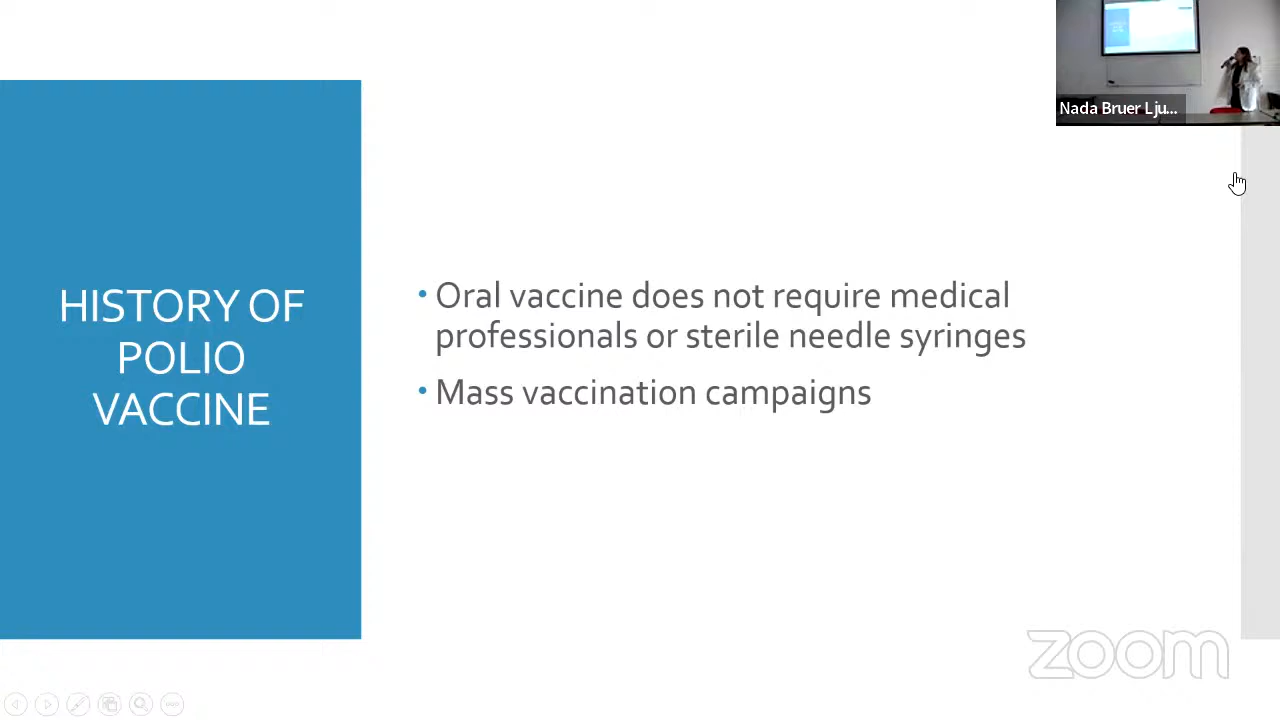 Nada Bruer Lju...
HISTORY OF
POLIO
VACCINE
• Oral vaccine does not require medical
professionals or sterile needle syringes
• Mass vaccination campaigns
zoom